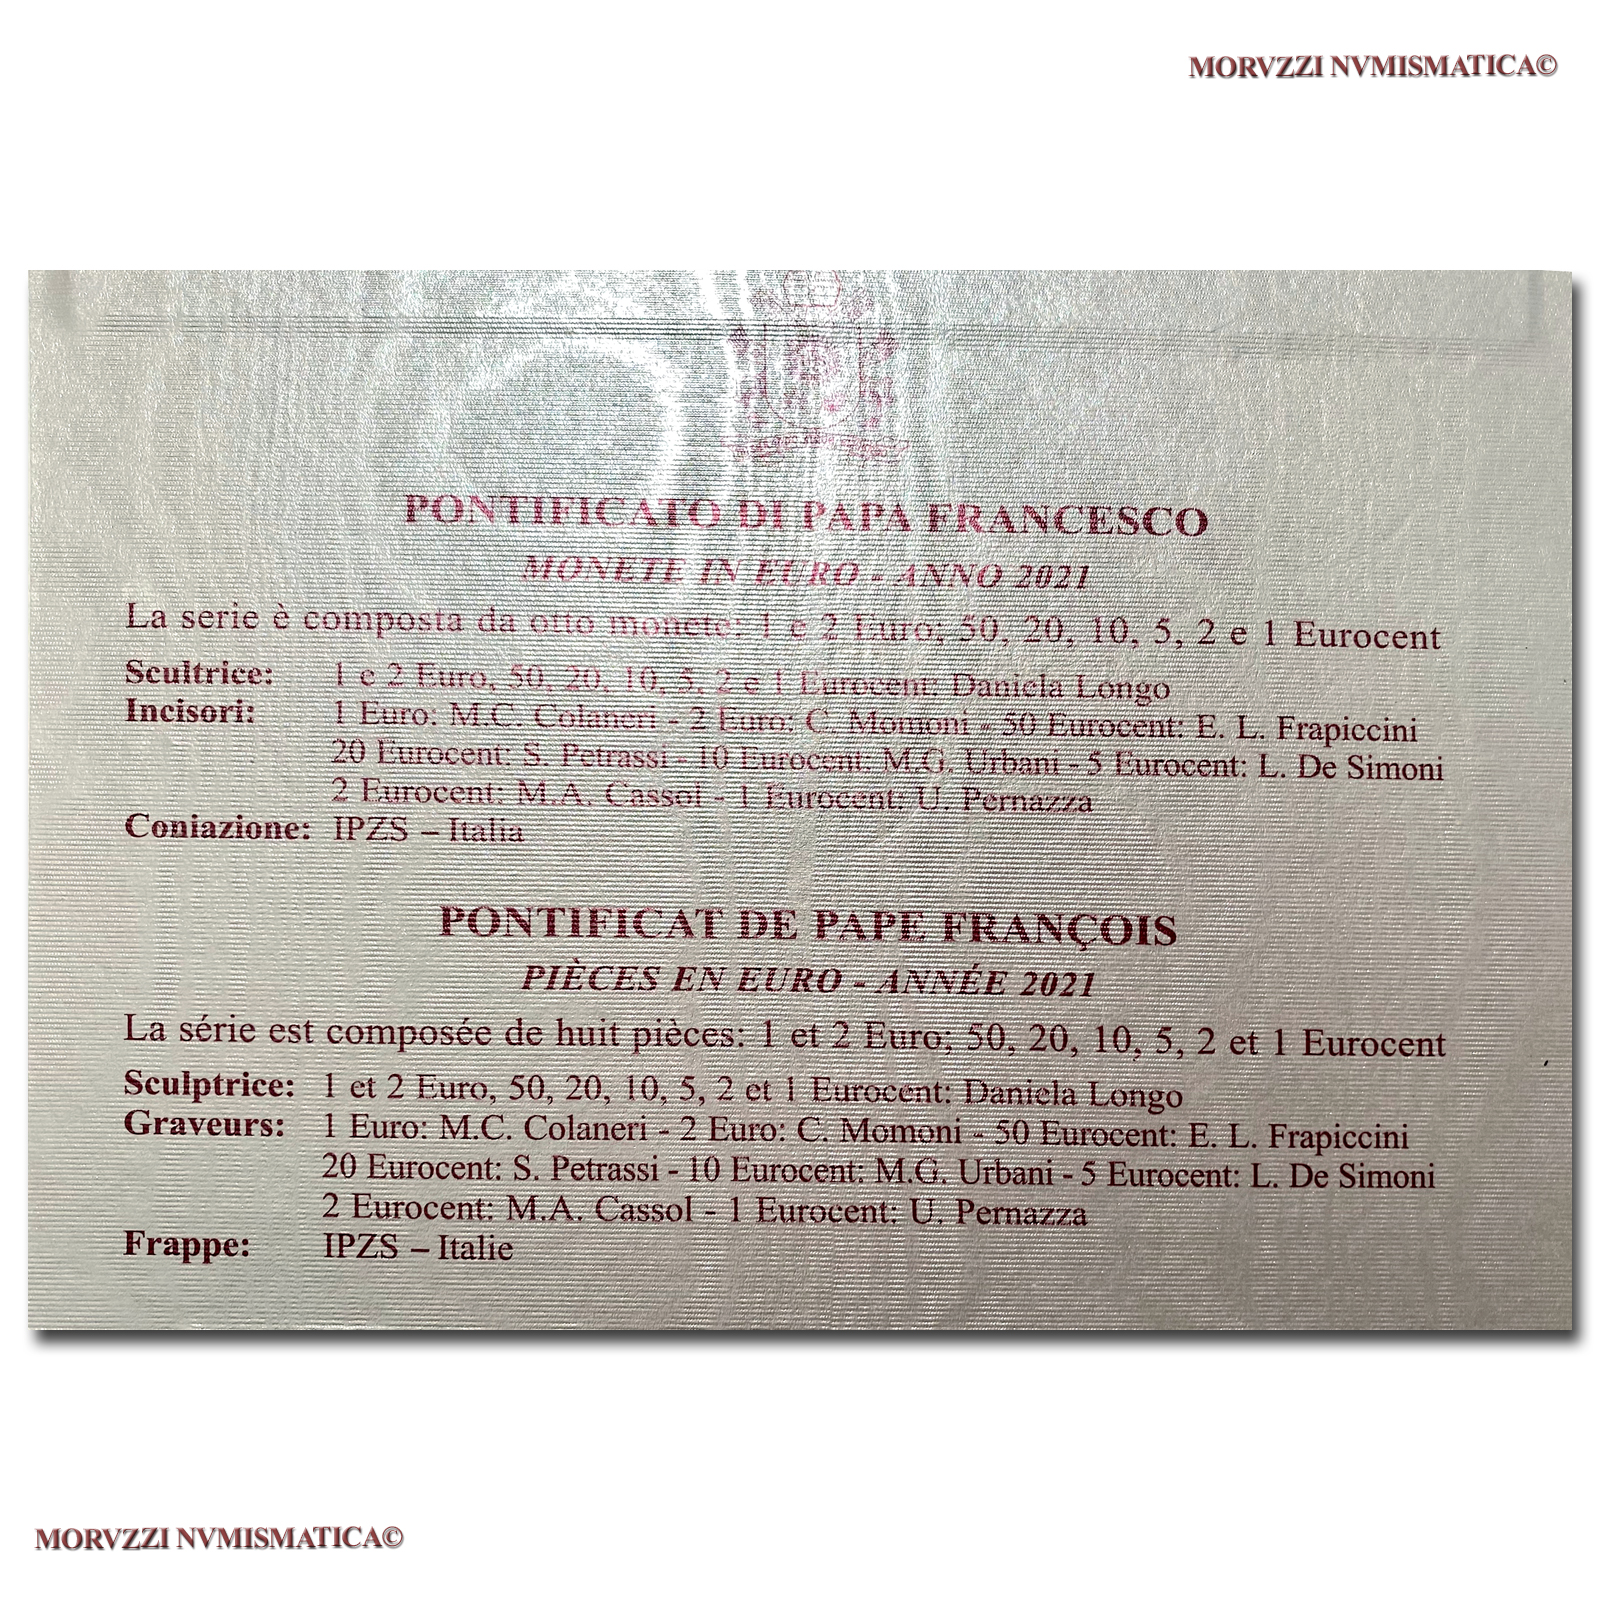 MORVZZI NVMISMATICA©
PONTIFICATO DI PAPA FRANCESCO
MONETE IN EURO - ANNO 2021
La serie è composta da otto monete: 1 e 2 Euro; 50, 20, 10, 5, 2 e 1 Eurocent
Scultrice: 1 e 2 Euro, 50, 20, 10, 5, 2 e 1 Eurocent: Daniela Longo
Incisori: 1 Euro: M.C. Colaneri - 2 Euro: C. Momoni - 50 Eurocent: E. L. Frapiccini
20 Eurocent: S. Petrassi - 10 Eurocent: M.G. Urbani - 5 Eurocent: L. De Simoni
2 Eurocent: M.A. Cassol - 1 Eurocent: U. Pernazza
Coniazione: IPZS – Italia
PONTIFICAT DE PAPE FRANÇOIS
PIÈCES EN EURO - ANNÉE 2021
La série est composée de huit pièces: 1 et 2 Euro; 50, 20, 10, 5, 2 et 1 Eurocent
Sculptrice: 1 et 2 Euro, 50, 20, 10, 5, 2 et 1 Eurocent: Daniela Longo
Graveurs: 1 Euro: M.C. Colaneri - 2 Euro: C. Momoni - 50 Eurocent: E. L. Frapiccini
20 Eurocent: S. Petrassi - 10 Eurocent: M.G. Urbani - 5 Eurocent: L. De Simoni
2 Eurocent: M.A. Cassol - 1 Eurocent: U. Pernazza
Frappe: IPZS – Italie
MORVZZI NVMISMATICA©